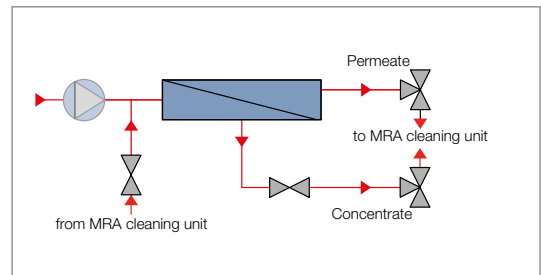 Permeate
to MRA cleaning unit
Concentrate
from MRA cleaning unit